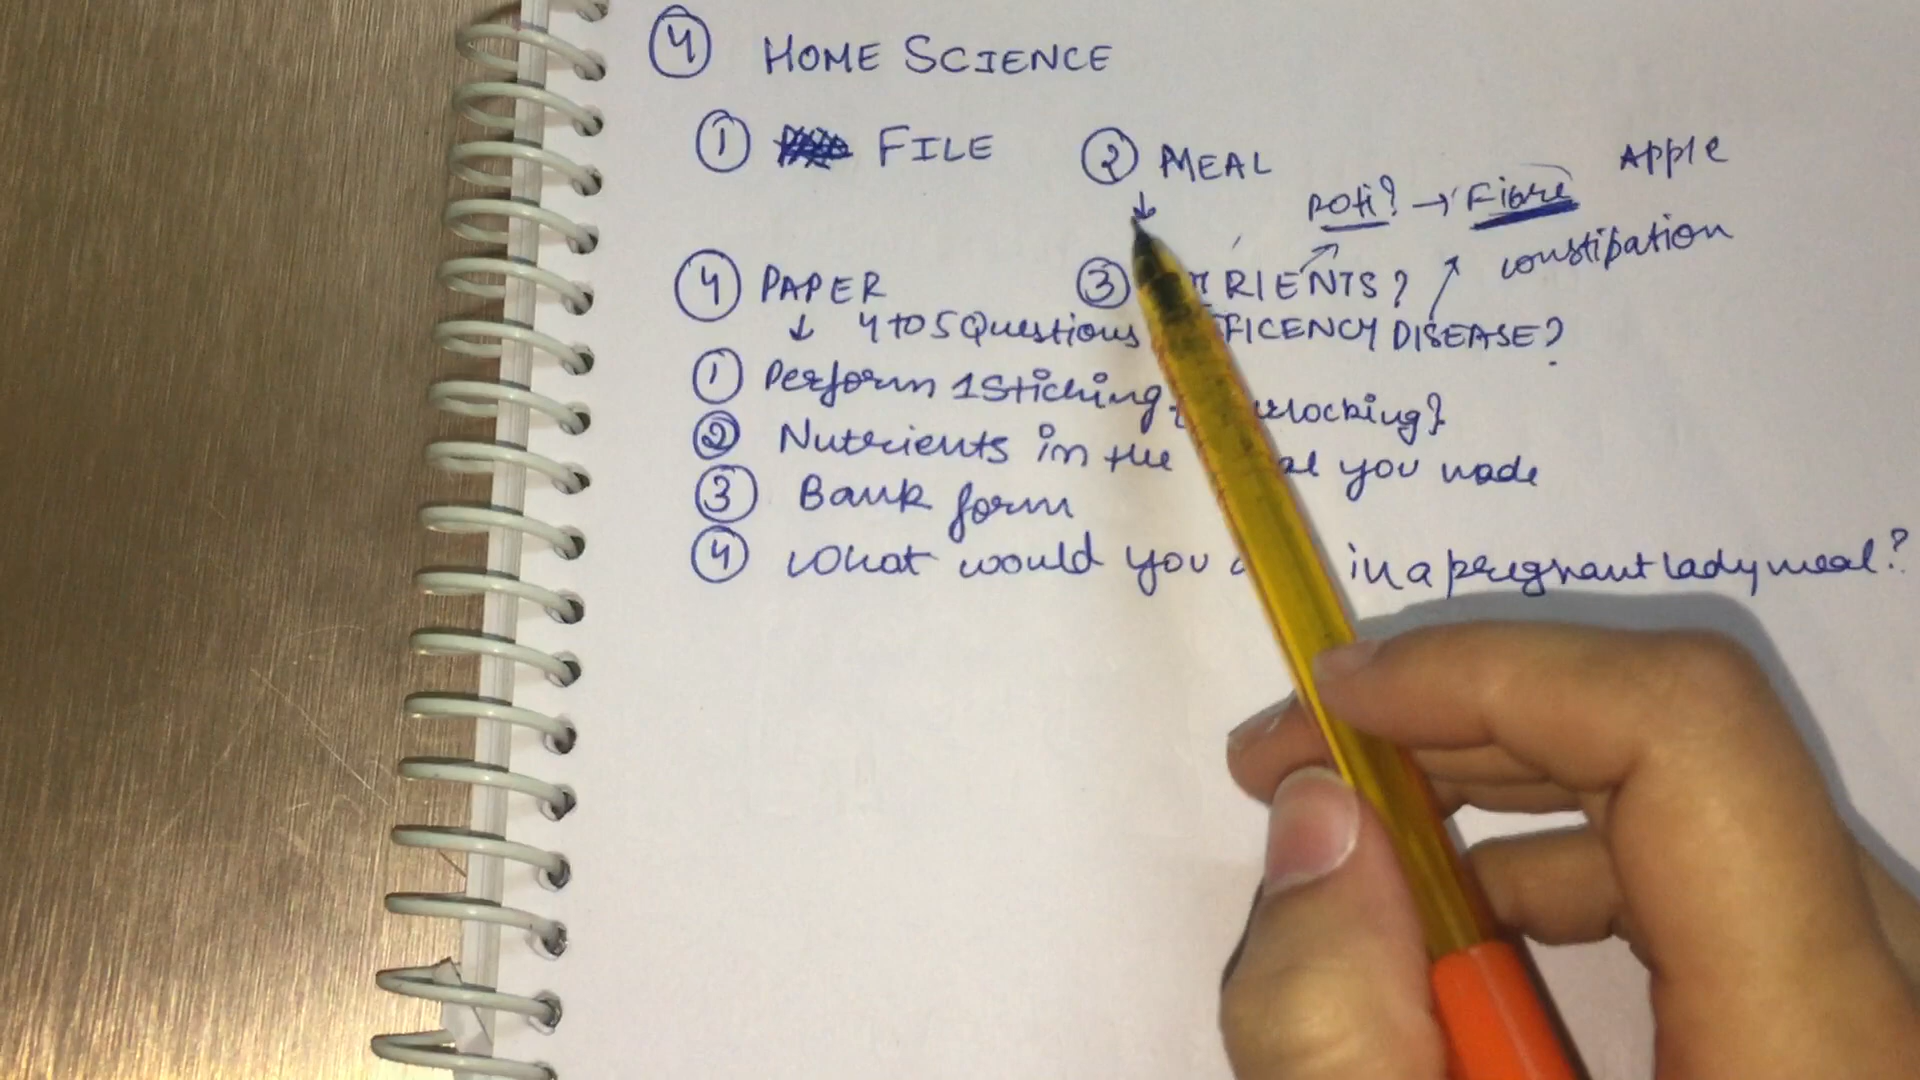 4 HOME SCIENCE
1 FILE 2 MEAL
Apple
ROti? → Fibre
constipation
4 PAPER 3 TRIENTS?
↓ 4 to 5 Questions FFICENCY DISEASE?
1 Perform 1 Stiching { rlocking}
2 Nutrients in the al you made
3 Bank form
4 What would you in a pregnant lady meal?